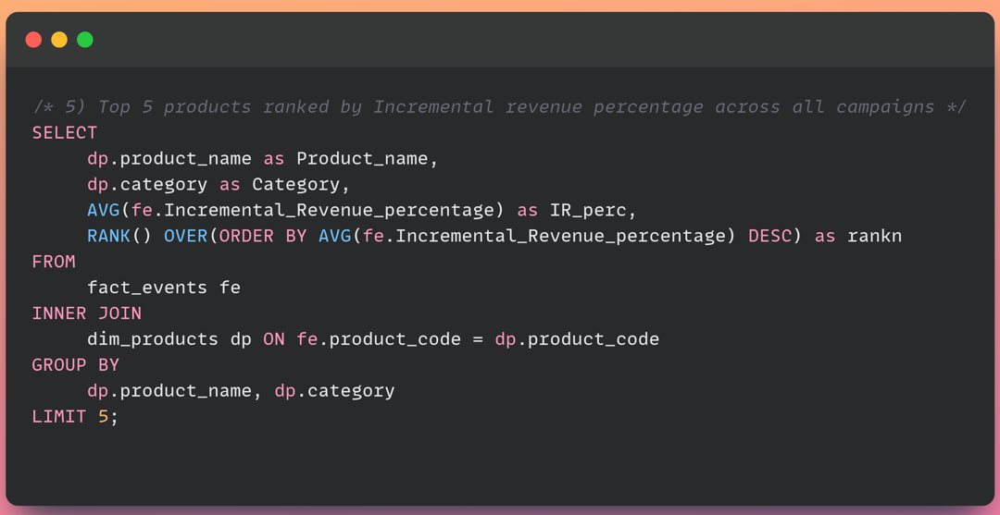 /* 5) Top 5 products ranked by Incremental revenue percentage across all campaigns */
SELECT
dp.product_name as Product_name,
dp.category as Category,
AVG(fe.Incremental_Revenue_percentage) as IR_perc,
RANK() OVER(ORDER BY AVG(fe.Incremental_Revenue_percentage) DESC) as rankn
FROM
fact_events fe
INNER JOIN
dim_products dp ON fe.product_code = dp.product_code
GROUP BY
dp.product_name, dp.category
LIMIT 5;